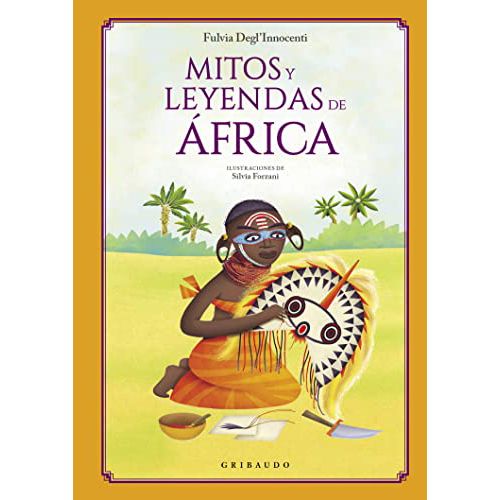 Fulvia Degl'Innocenti
MITOS Y
LEYENDAS DE
ÁFRICA
ILUSTRACIONES DE
Silvia Forzani
GRIBAUDO